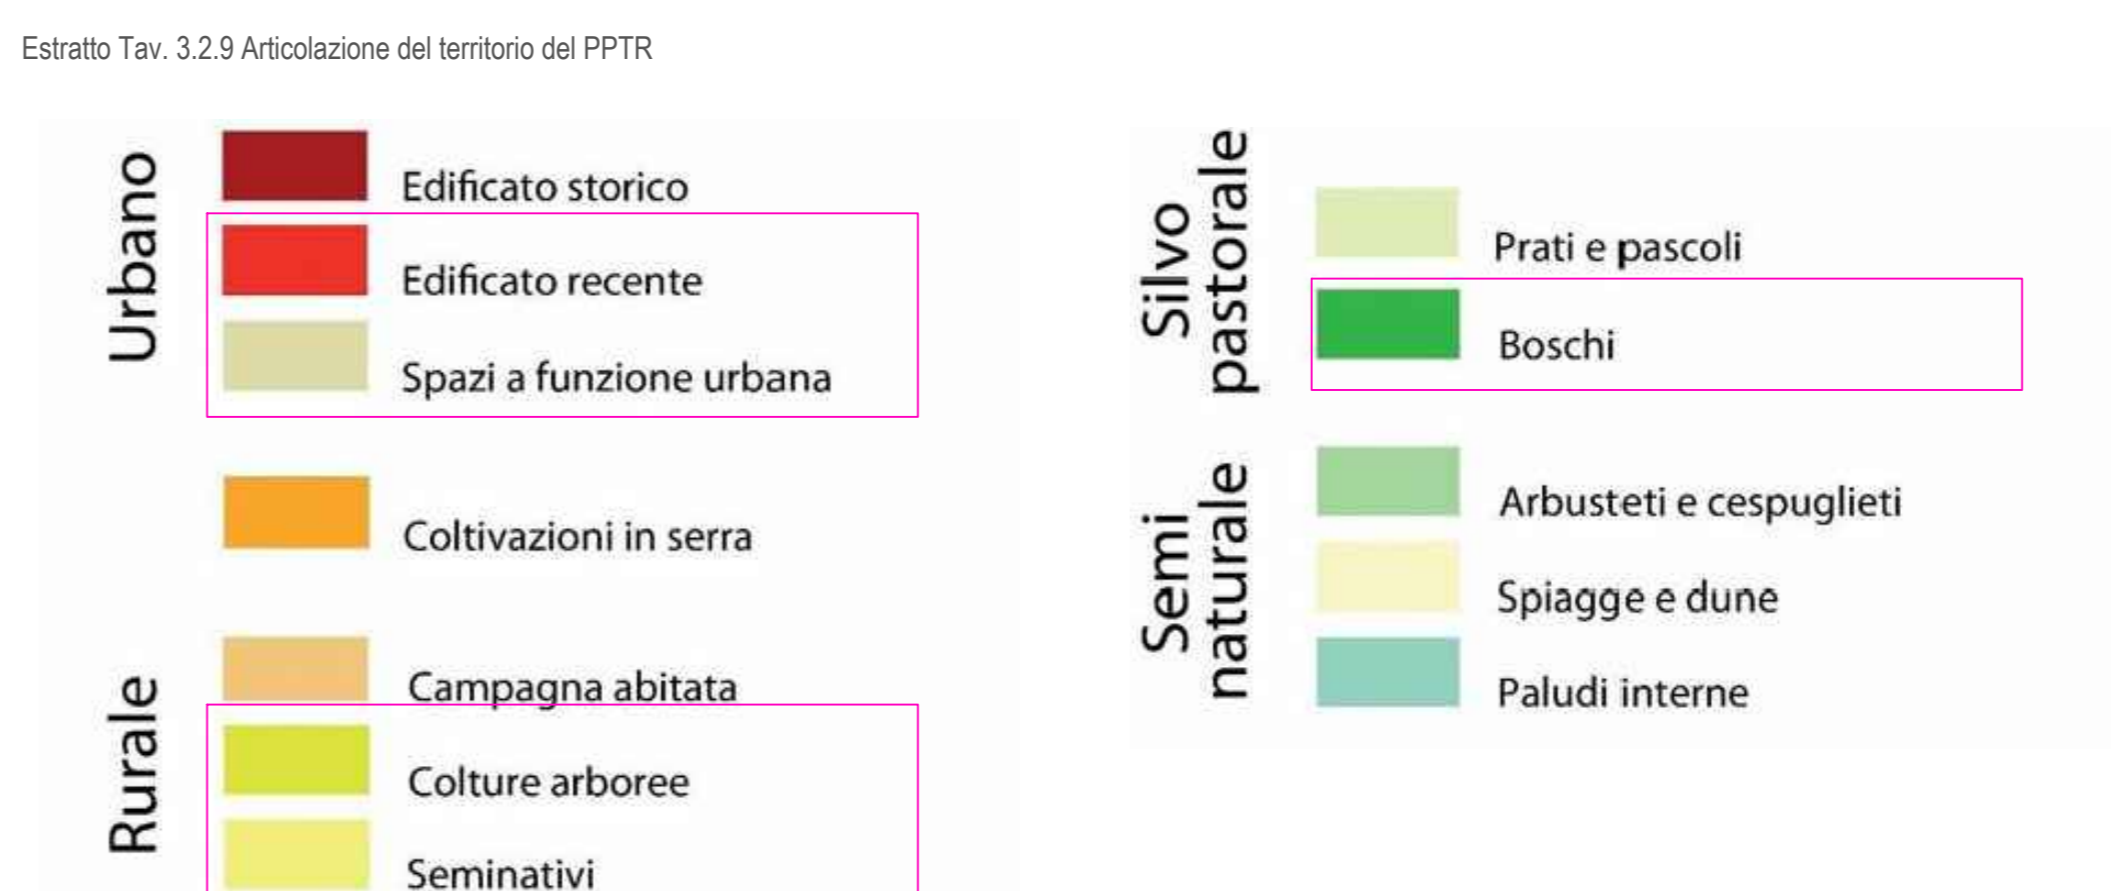 Estratto Tav. 3.2.9 Articolazione del territorio del PPTR
Urbano
Edificato storico
Edificato recente
Spazi a funzione urbana
Coltivazioni in serra
Rurale
Campagna abitata
Colture arboree
Seminativi
Silvo
pastorale
Prati e pascoli
Boschi
Semi
naturale
Arbusteti e cespuglieti
Spiagge e dune
Paludi interne